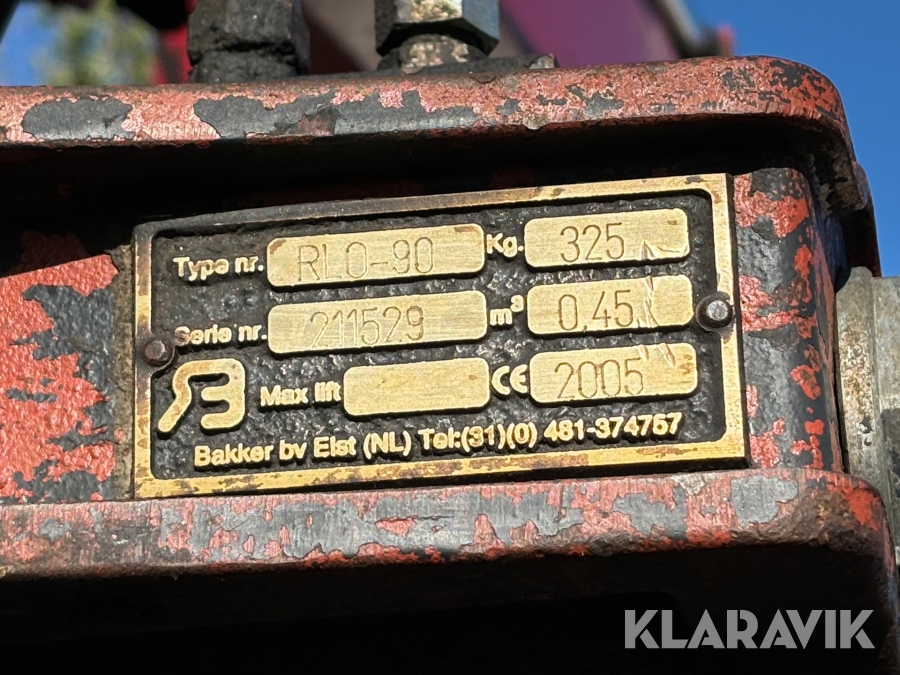 Type nr. RLO-90 Kg. 325
Serie nr. 211529 m³ 0,45
Max lift CE 2005
Bakker bv Elst (NL) Tel:(31)(0) 481-374757
KLARAVIK